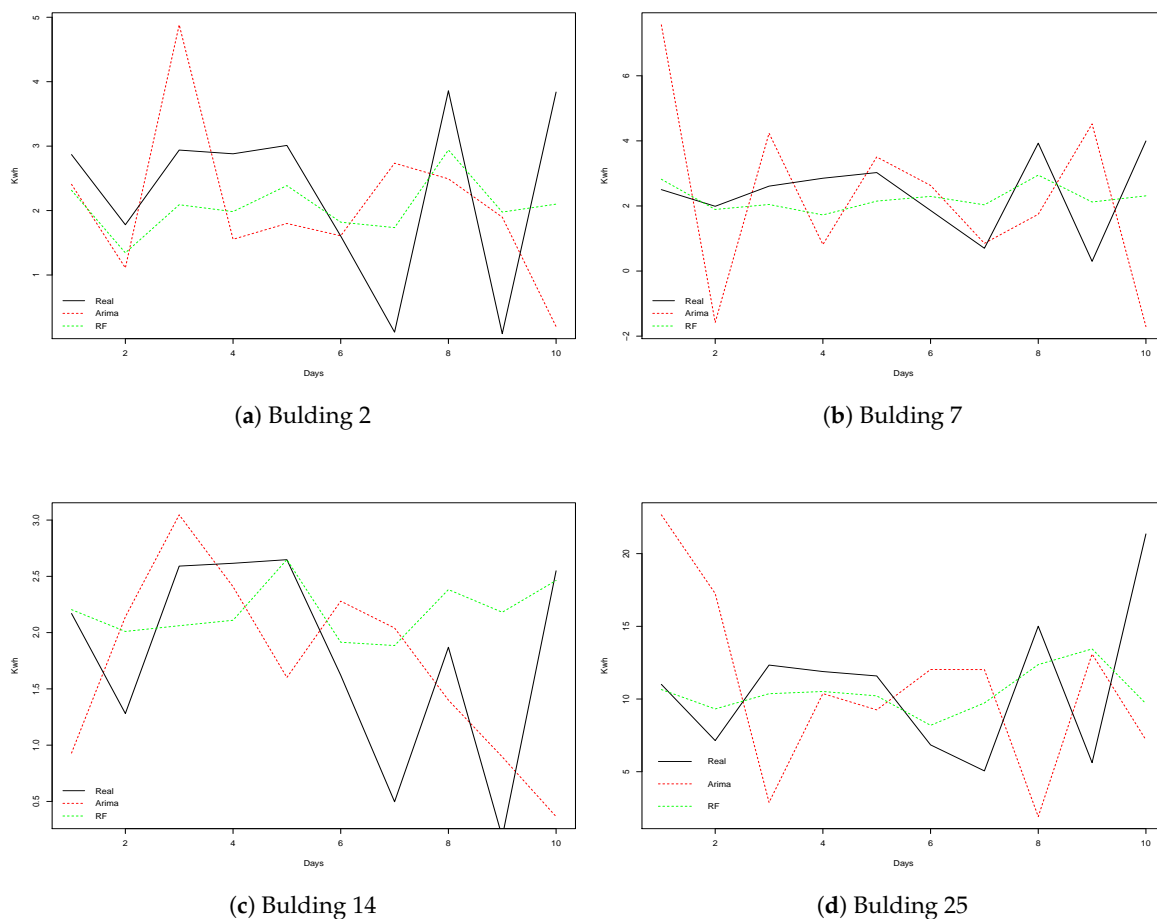 5
4
3
2
1
Kwh
Real
Arima
RF
2 4 6 8 10
Days
(a) Bulding 2
6
4
2
0
−2
Kwh
Real
Arima
RF
2 4 6 8 10
Days
(b) Bulding 7
3.0
2.5
2.0
1.5
1.0
0.5
Kwh
Real
Arima
RF
2 4 6 8 10
Days
(c) Bulding 14
20
15
10
5
Kwh
Real
Arima
RF
2 4 6 8 10
Days
(d) Bulding 25